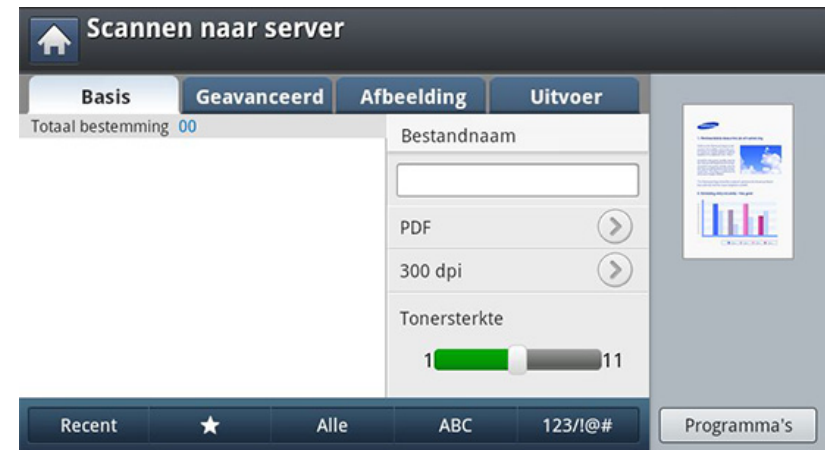 Scannen naar server
Basis Geavanceerd Afbeelding Uitvoer
Totaal bestemming 00
Bestandnaam
PDF
300 dpi
Tonersterkte
1 11
Recent ★ Alle ABC 123/!@# Programma's